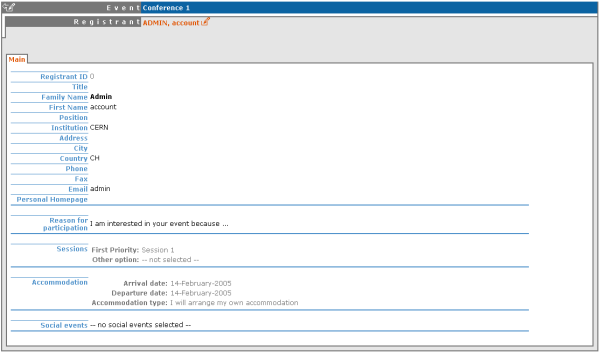 Event Conference 1
Registrant ADMIN, account
Main
Registrant ID 0
Title
Family Name Admin
First Name account
Position
Institution CERN
Address
City
Country CH
Phone
Fax
Email admin
Personal Homepage
Reason for
participation I am interested in your event because ...
Sessions First Priority: Session 1
Other option: -- not selected --
Accommodation Arrival date: 14-February-2005
Departure date: 14-February-2005
Accommodation type: I will arrange my own accommodation
Social events -- no social events selected --